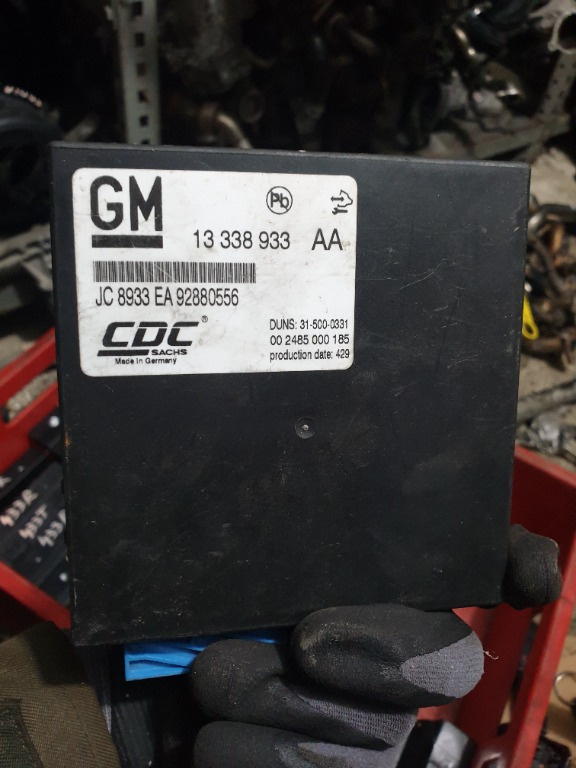 GM
Pb
13 338 933 AA
JC 8933 EA 92880556
CDC®
SACHS
Made in Germany
DUNS: 31-500-0331
00 2485 000 185
production date: 429